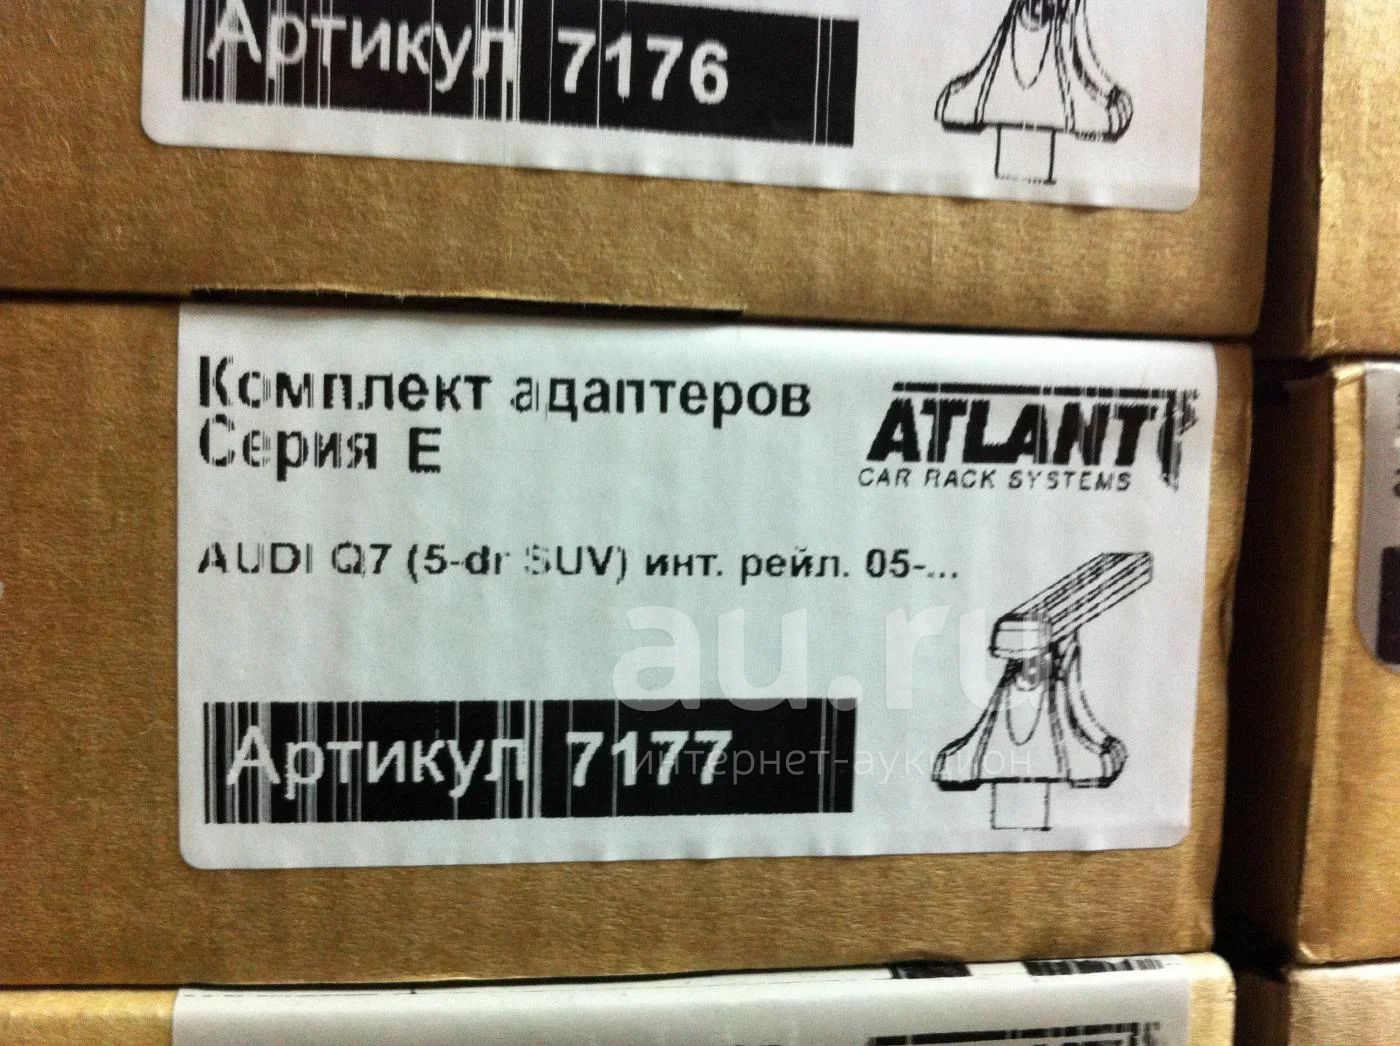 Артикул 7176
Комплект адаптеров
Серия Е
ATLANT
CAR RACK SYSTEMS
AUDI Q7 (5-dr SUV) инт. рейл. 05-...
au.ru
интернет-аукцион
Артикул 7177